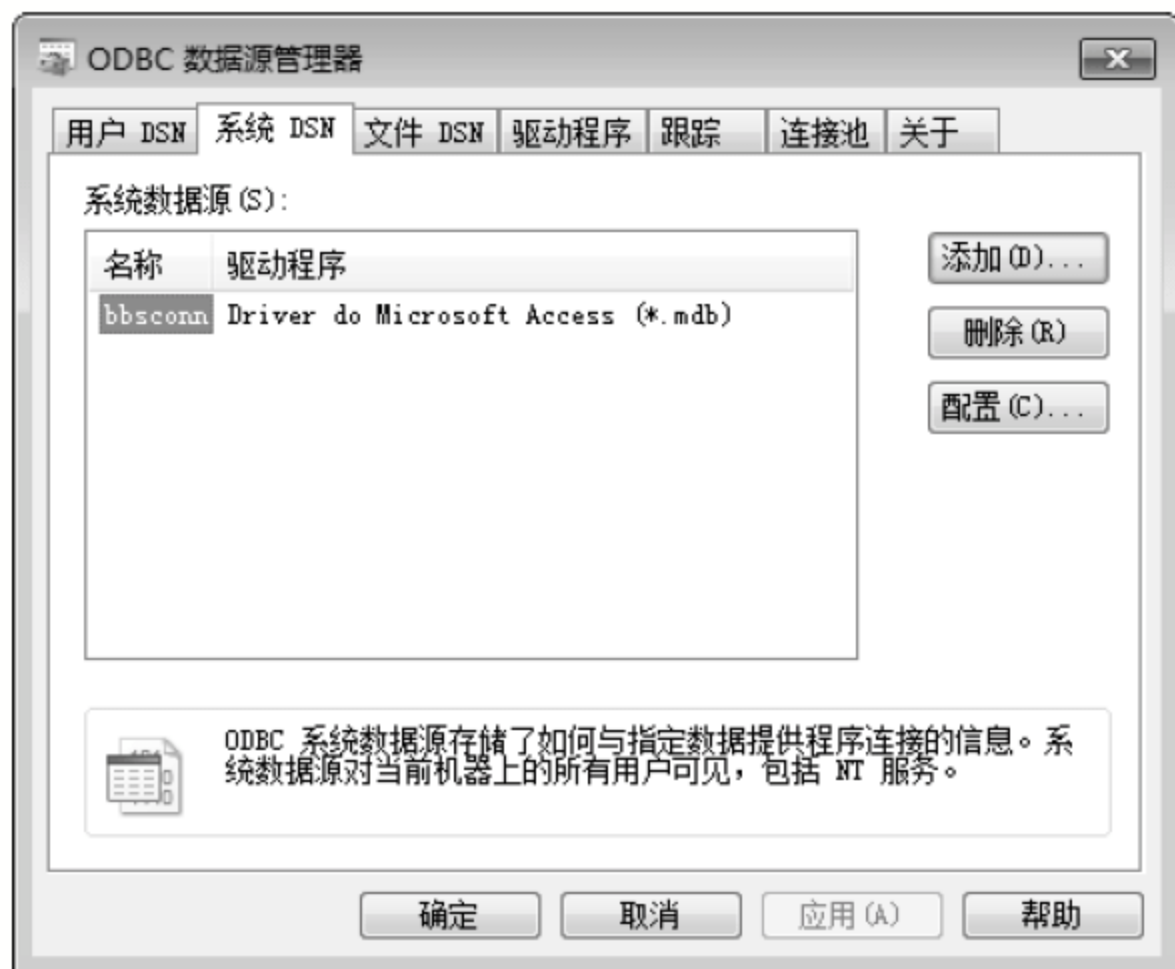 ODBC 数据源管理器
用户 DSN 系统 DSN 文件 DSN 驱动程序 跟踪 连接池 关于
系统数据源(S):
名称 驱动程序
bbsconn Driver do Microsoft Access (*.mdb)
添加(D)...
删除(R)
配置(C)...
ODBC 系统数据源存储了如何与指定数据提供程序连接的信息。系
统数据源对当前机器上的所有用户可见，包括 NT 服务。
确定 取消 应用(A) 帮助